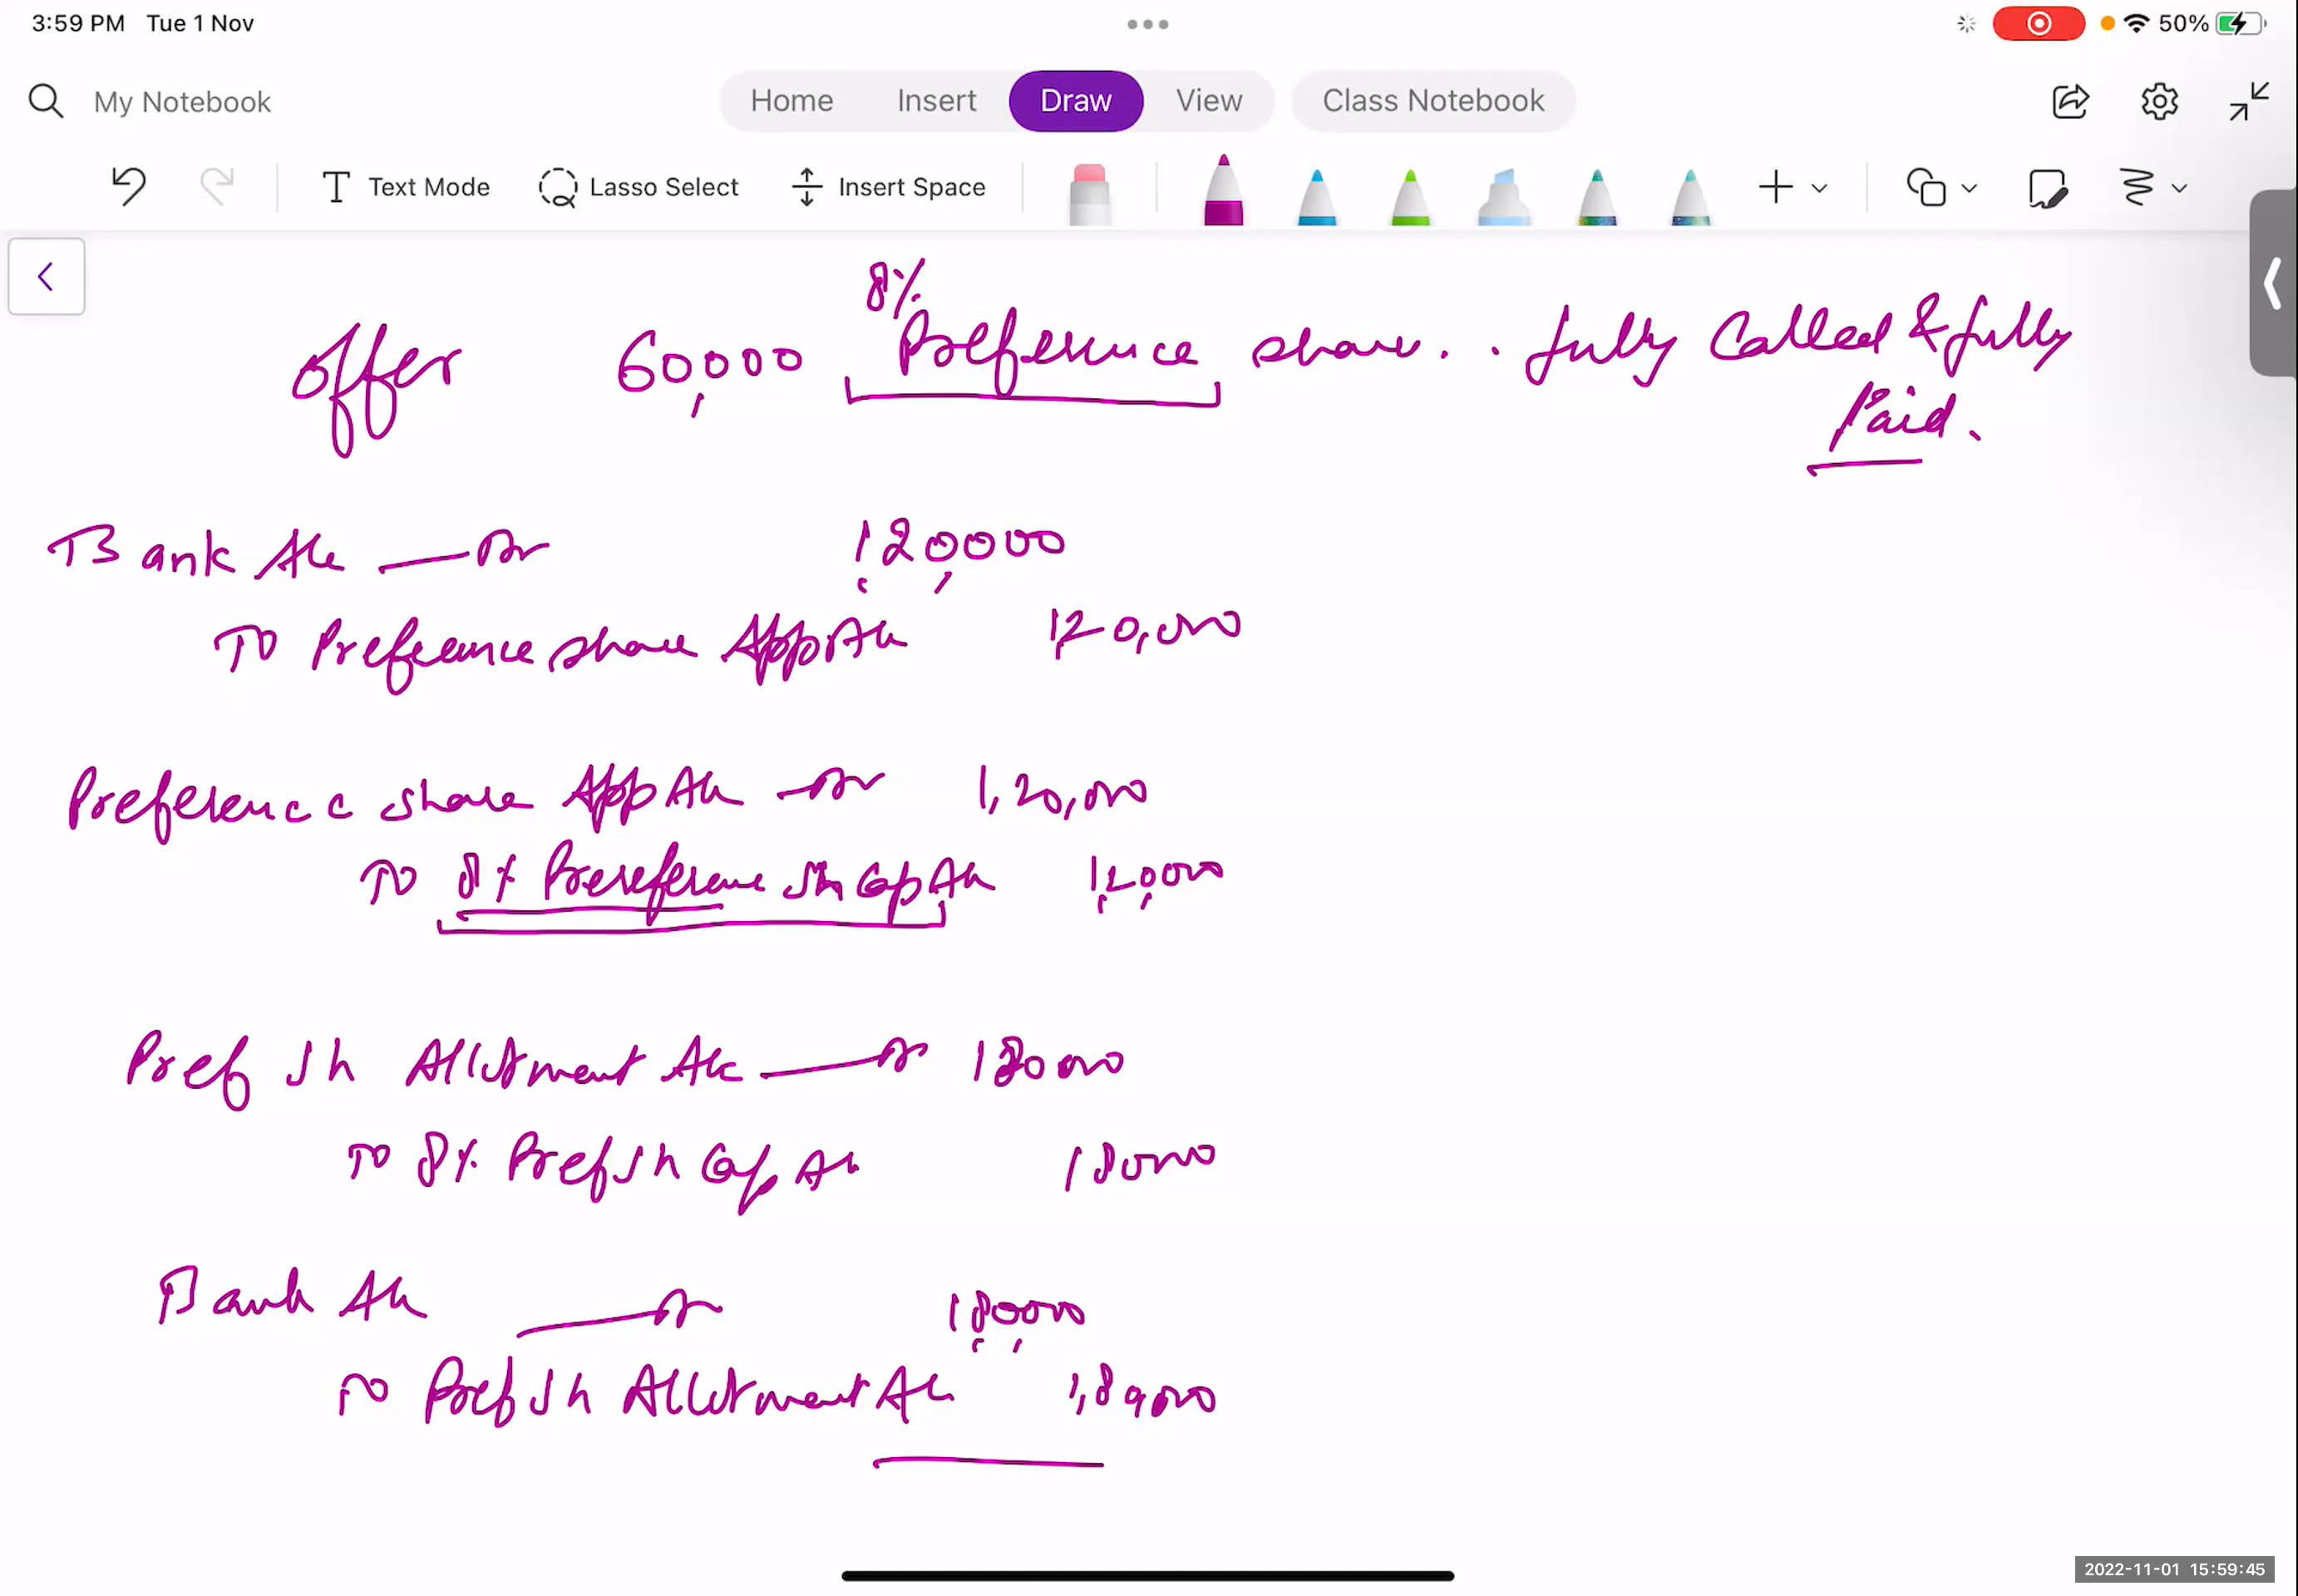 3:59 PM Tue 1 Nov
50%
My Notebook
Home Insert Draw View Class Notebook
Text Mode Lasso Select Insert Space
8%
offer 60,000 Preference share. . fully Called & fully
Paid.
Bank A/c — Dr 1,20,000
To Preference share App A/c 120,000
Preference share App A/c — Dr 1,20,000
To 8% Prereference Sh Cap A/c 1,20,000
Pref sh Allotment A/c — Dr 180000
To 8% Pref sh Cap A/c 180000
Bank A/c — Dr 1,80,000
To Pref sh Allotment A/c 1,80,000
2022-11-01 15:59:45